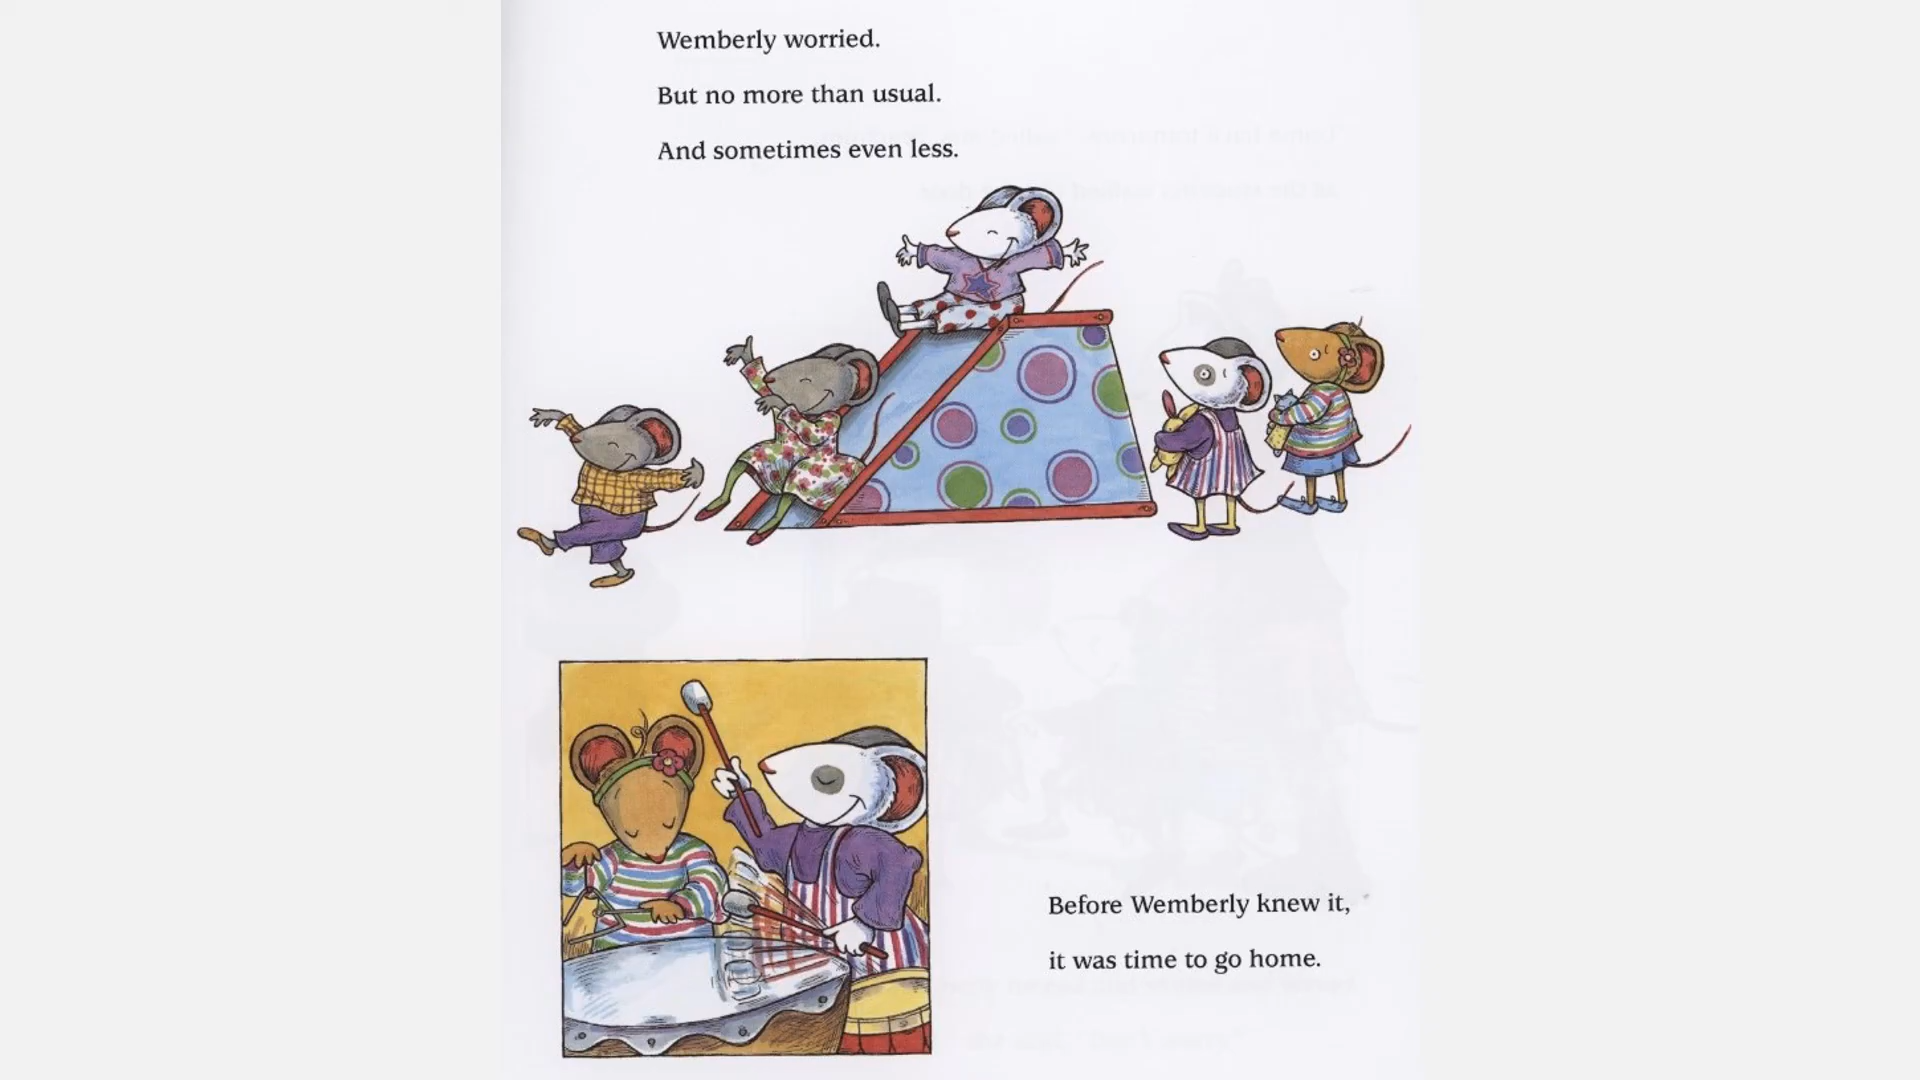 Wemberly worried.
But no more than usual.
And sometimes even less.
Before Wemberly knew it,
it was time to go home.